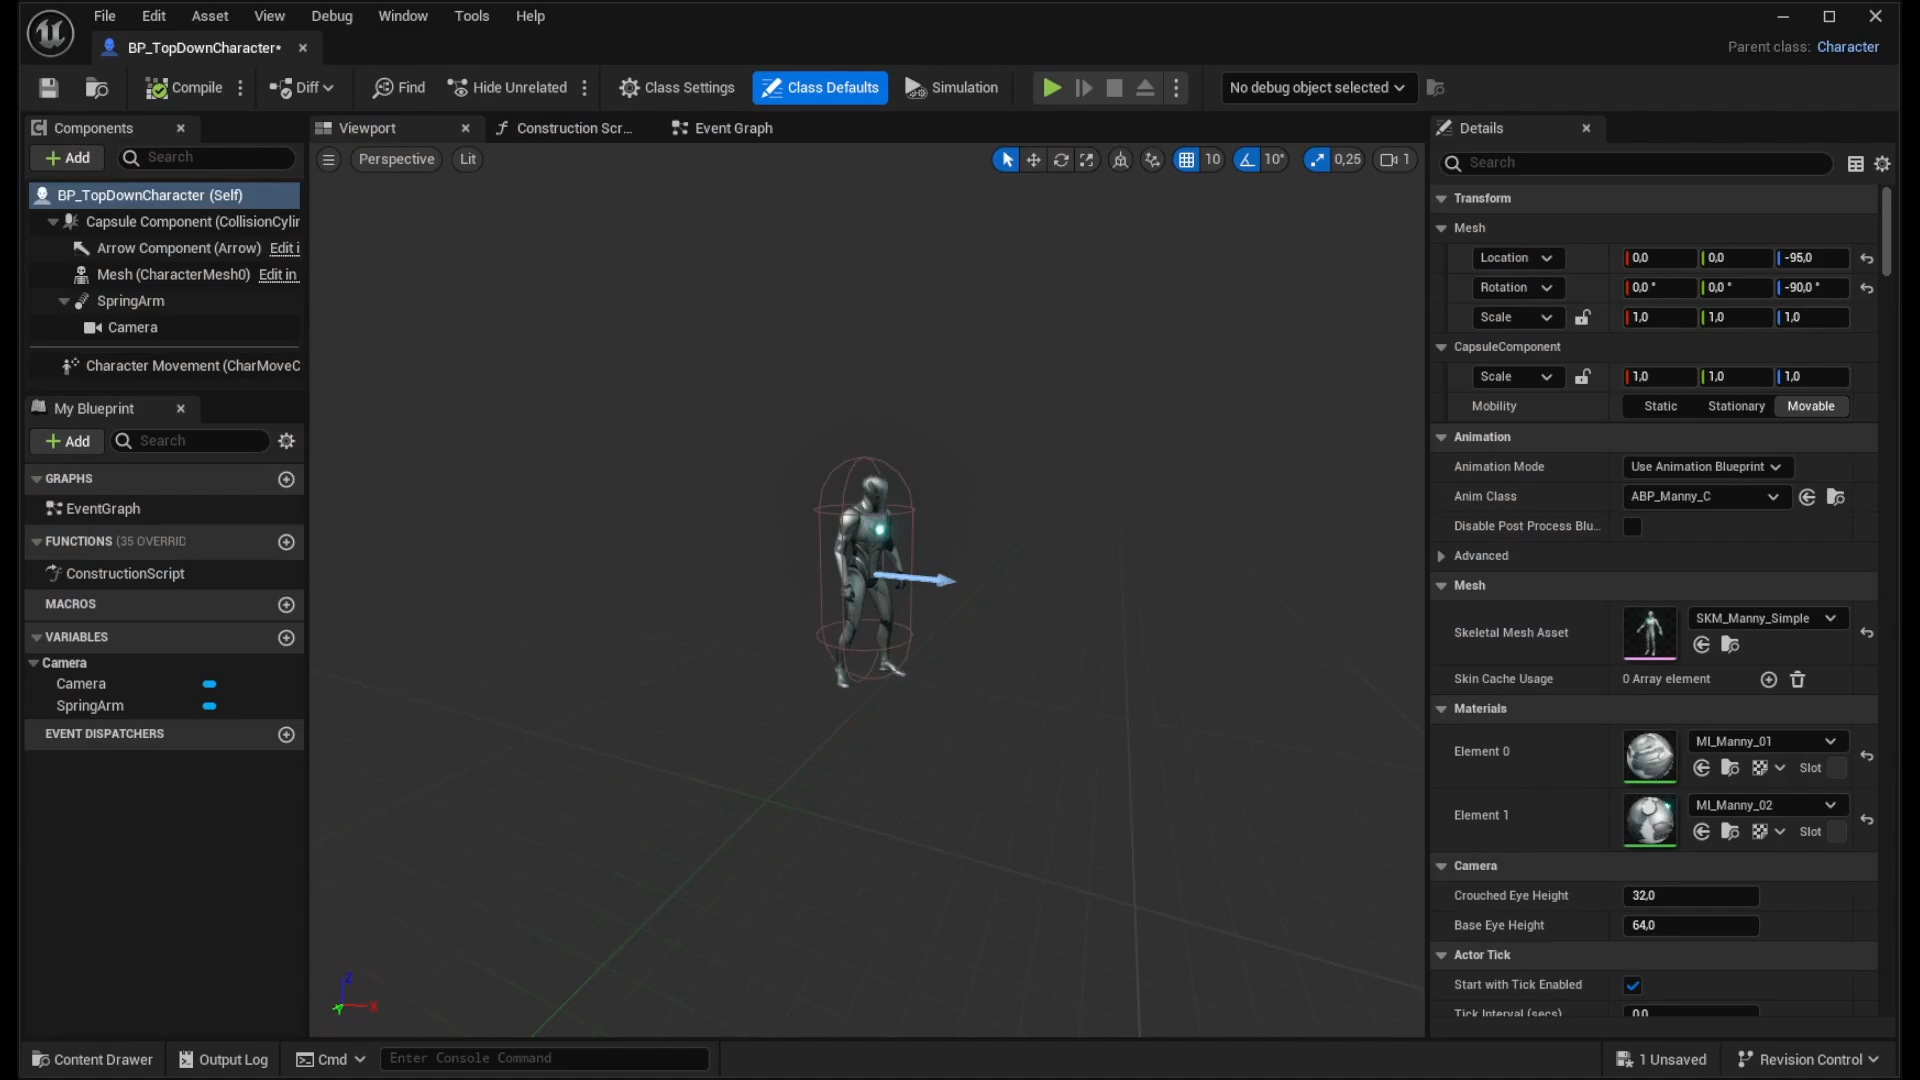 File Edit Asset View Debug Window Tools Help
BP_TopDownCharacter*
Parent class: Character
Compile Diff Find Hide Unrelated Class Settings Class Defaults Simulation No debug object selected
Components
Add Search
BP_TopDownCharacter (Self)
Capsule Component (CollisionCylin
Arrow Component (Arrow) Edit i
Mesh (CharacterMesh0) Edit in
SpringArm
Camera
Character Movement (CharMoveC
My Blueprint
Add Search
GRAPHS
EventGraph
FUNCTIONS (35 OVERRID
ConstructionScript
MACROS
VARIABLES
Camera
Camera
SpringArm
EVENT DISPATCHERS
Viewport Construction Scr... Event Graph
Perspective Lit 10 10° 0,25 1
Z
X
Y
Details
Search
Transform
Mesh
Location 0,0 0,0 -95,0
Rotation 0,0 ° 0,0 ° -90,0 °
Scale 1,0 1,0 1,0
CapsuleComponent
Scale 1,0 1,0 1,0
Mobility Static Stationary Movable
Animation
Animation Mode Use Animation Blueprint
Anim Class ABP_Manny_C
Disable Post Process Blu...
Advanced
Mesh
Skeletal Mesh Asset SKM_Manny_Simple
Skin Cache Usage 0 Array element
Materials
Element 0 MI_Manny_01
Slot
Element 1 MI_Manny_02
Slot
Camera
Crouched Eye Height 32,0
Base Eye Height 64,0
Actor Tick
Start with Tick Enabled
Tick Interval (secs) 0,0
Content Drawer Output Log Cmd Enter Console Command 1 Unsaved Revision Control